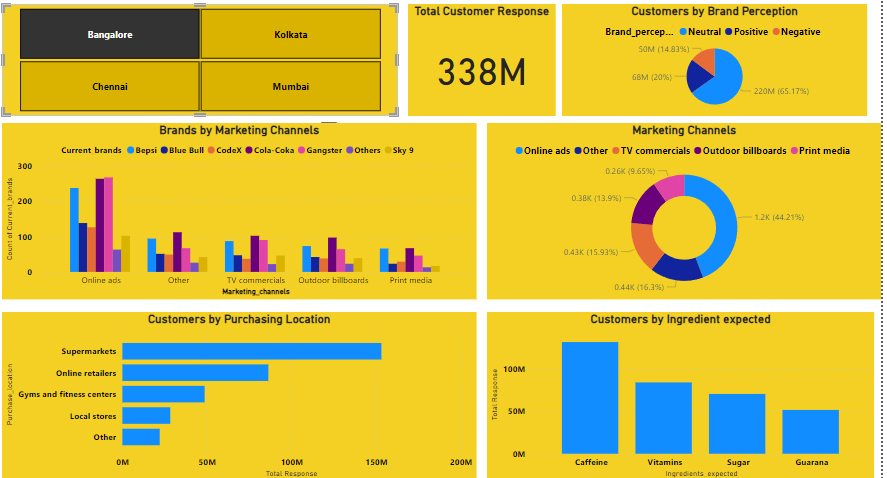 Bangalore
Kolkata
Chennai
Mumbai
Total Customer Response
338M
Customers by Brand Perception
Brand_percep... Neutral Positive Negative
50M (14.83%)
68M (20%)
220M (65.17%)
Brands by Marketing Channels
Current brands Bepsi Blue Bull CodeX Cola-Coka Gangster Others Sky 9
Count of Current_brands
300
200
100
0
Online ads Other TV commercials Outdoor billboards Print media
Marketing_channels
Marketing Channels
Online ads Other TV commercials Outdoor billboards Print media
0.26K (9.65%)
0.38K (13.9%)
1.2K (44.21%)
0.43K (15.93%)
0.44K (16.3%)
Customers by Purchasing Location
Purchase_location
Supermarkets
Online retailers
Gyms and fitness centers
Local stores
Other
0M 50M 100M 150M 200M
Total Response
Customers by Ingredient expected
Total Response
100M
50M
0M
Caffeine Vitamins Sugar Guarana
Ingredients_expected